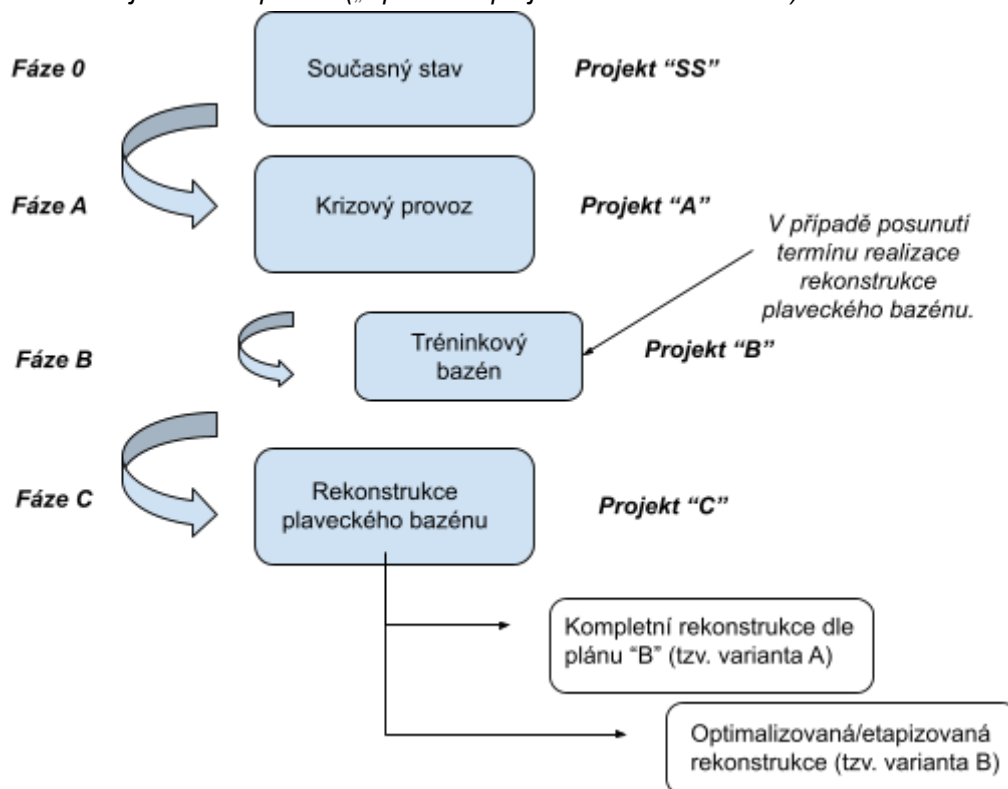 Fáze 0
Současný stav
Projekt “SS”
Fáze A
Krizový provoz
Projekt “A”
V případě posunutí
termínu realizace
rekonstrukce
plaveckého bazénu.
Fáze B
Tréninkový
bazén
Projekt “B”
Fáze C
Rekonstrukce
plaveckého bazénu
Projekt “C”
Kompletní rekonstrukce dle
plánu “B” (tzv. varianta A)
Optimalizovaná/etapizovaná
rekonstrukce (tzv. varianta B)